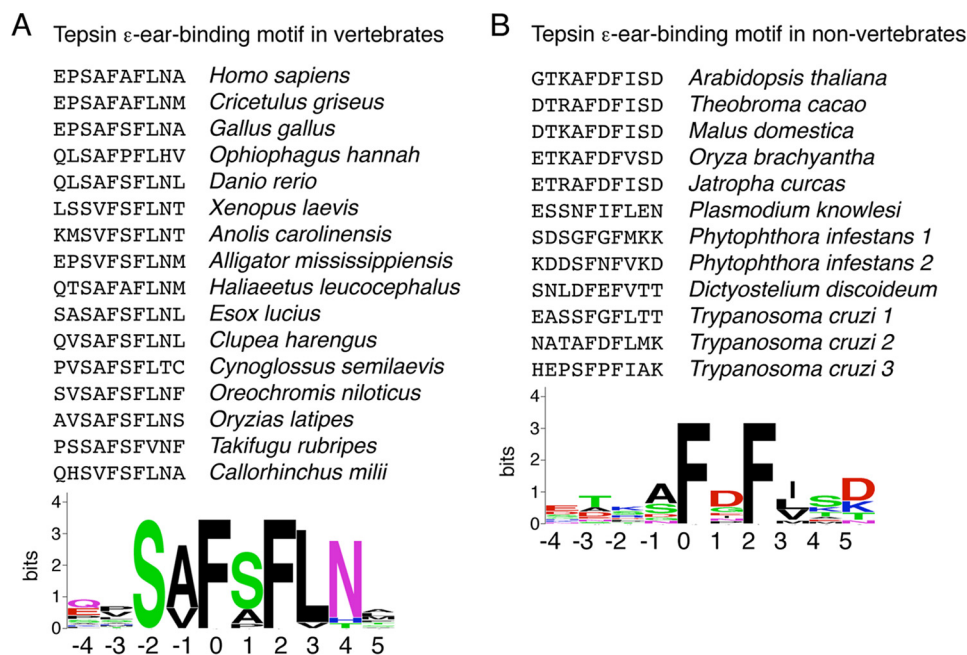 A Tepsin ε-ear-binding motif in vertebrates
EPSAFAFLNA Homo sapiens
EPSAFSFLNM Cricetulus griseus
EPSAFSFLNA Gallus gallus
QLSAFPFLHV Ophiophagus hannah
QLSAFSFLNL Danio rerio
LSSVFSFLNT Xenopus laevis
KMSVFSFLNT Anolis carolinensis
EPSVFSFLNM Alligator mississippiensis
QTSAFSFLNM Haliaeetus leucocephalus
SASAFSFLNL Esox lucius
QVSAFSFLNL Clupea harengus
PVSAFSFLTC Cynoglossus semilaevis
SVSAFSFLNF Oreochromis niloticus
AVSAFSFLNS Oryzias latipes
PSSAFSFVNF Takifugu rubripes
QHSVFSFLNA Callorhinchus milii
4
3
2
1
0
bits
Q E S A V F S A F L N
-4 -3 -2 -1 0 1 2 3 4 5
B Tepsin ε-ear-binding motif in non-vertebrates
GTKAFDFISD Arabidopsis thaliana
DTRAFDFISD Theobroma cacao
DTKAFDFISD Malus domestica
ETKAFDFVSD Oryza brachyantha
ETRAFDFISD Jatropha curcas
ESSNFIFLEN Plasmodium knowlesi
SDSGFGFMKK Phytophthora infestans 1
KDDSFNFVKD Phytophthora infestans 2
SNLDFEFVTT Dictyostelium discoideum
EASSFGFLTT Trypanosoma cruzi 1
NATAFDFLMK Trypanosoma cruzi 2
HEPSFPFIAK Trypanosoma cruzi 3
4
3
2
1
0
bits
E T K S A S F D G F I V S K D K T
-4 -3 -2 -1 0 1 2 3 4 5